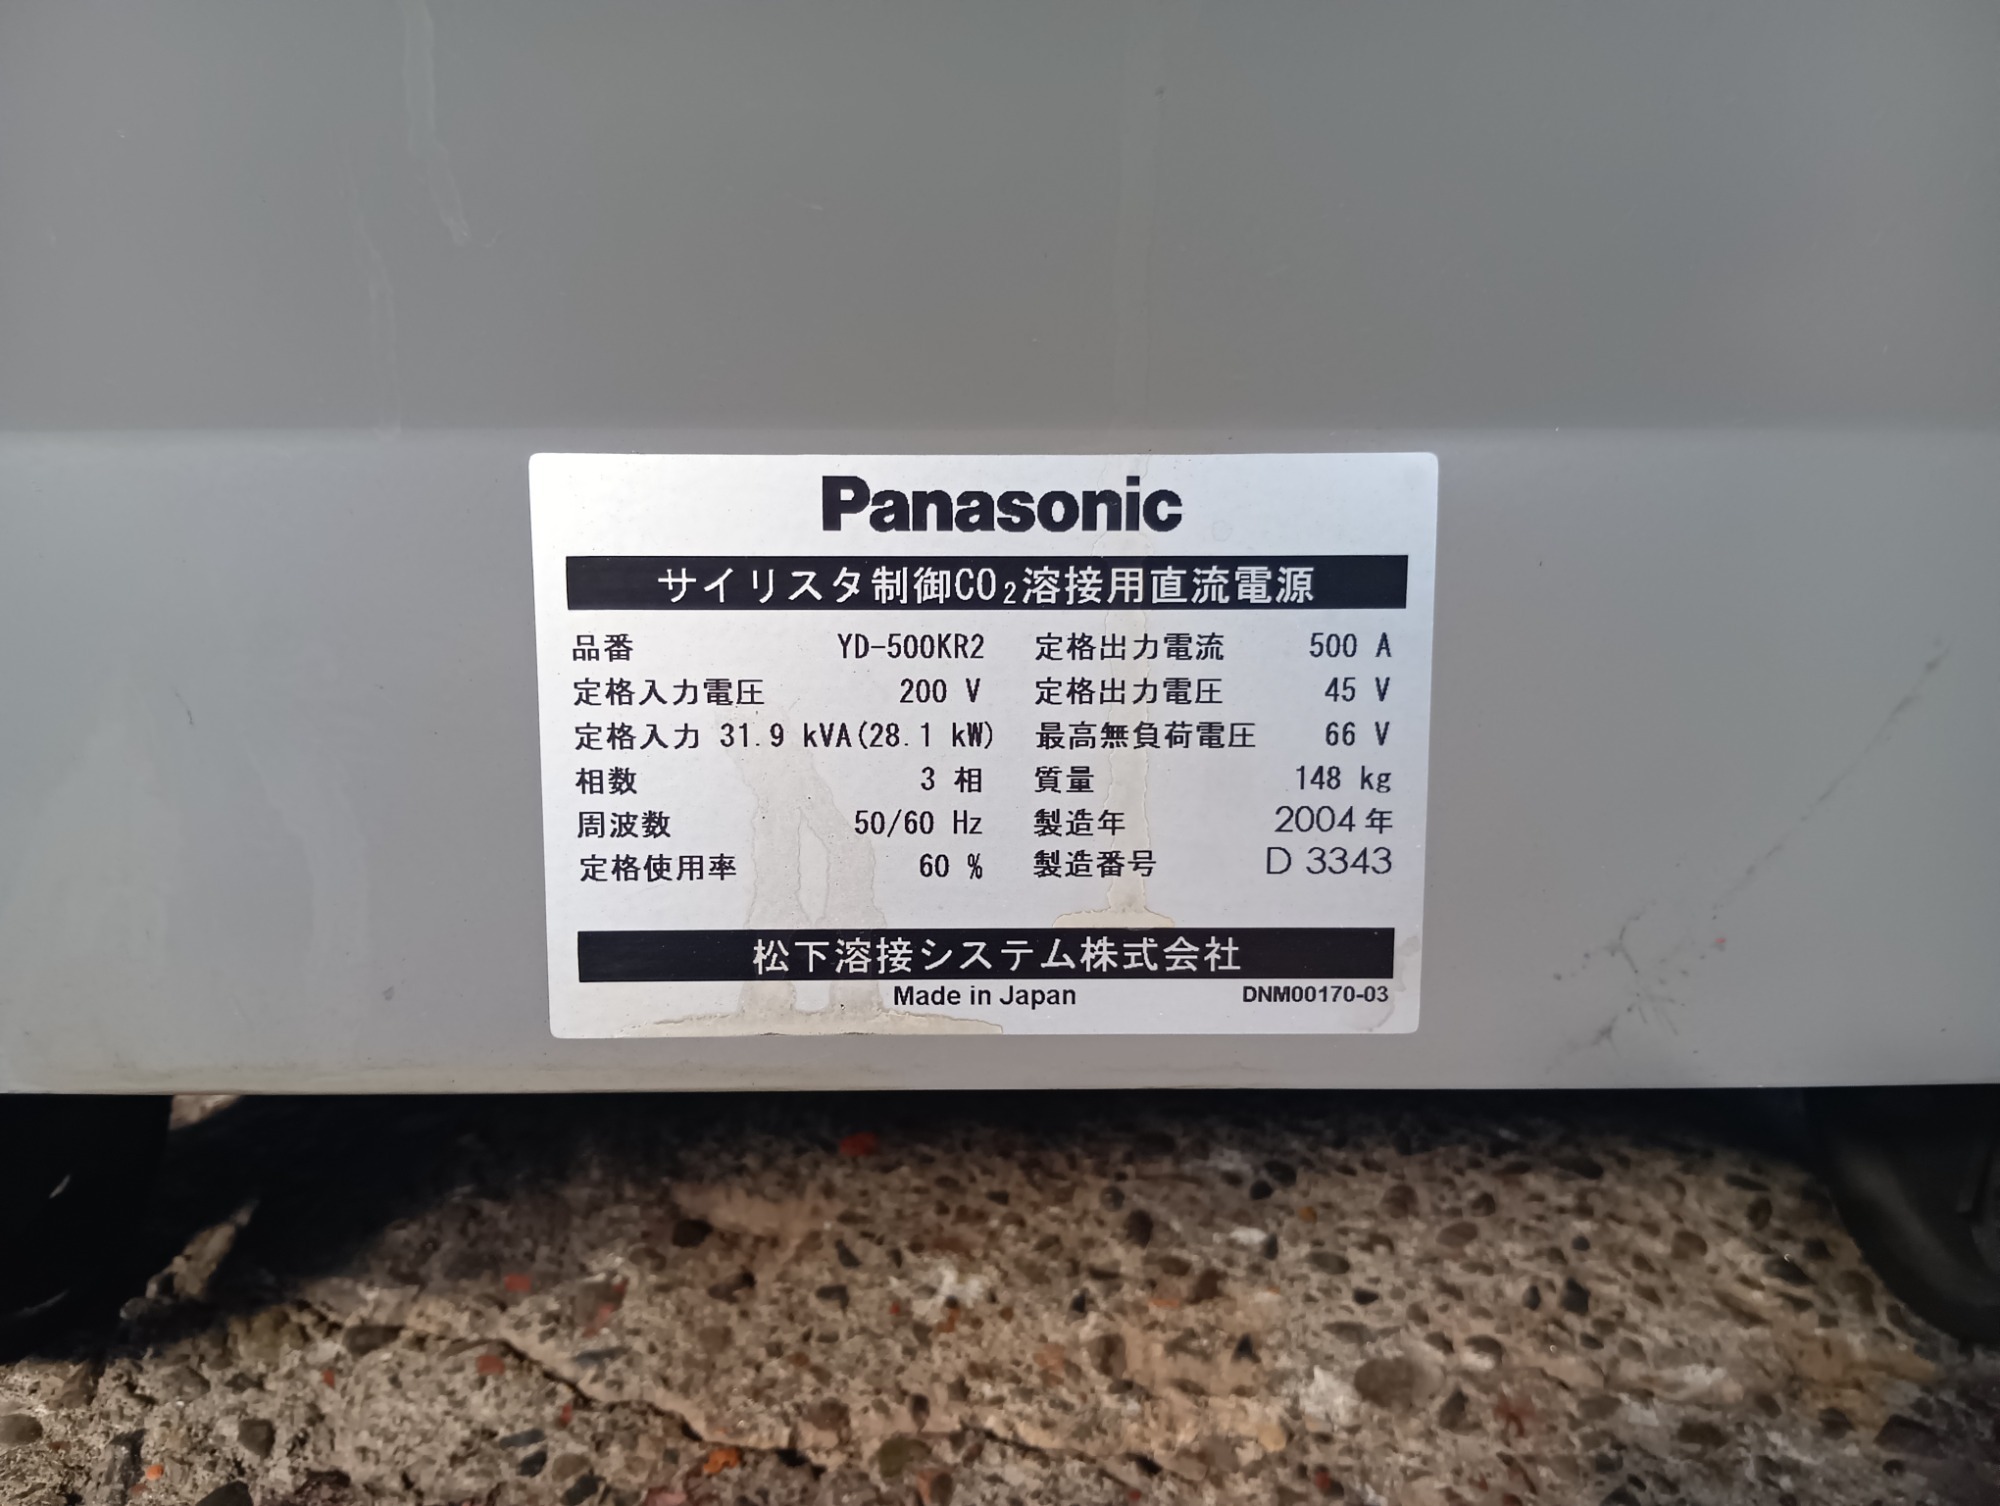 Panasonic
サイリスタ制御CO₂溶接用直流電源
品番 YD-500KR2 定格出力電流 500 A
定格入力電圧 200 V 定格出力電圧 45 V
定格入力 31.9 kVA(28.1 kW) 最高無負荷電圧 66 V
相数 3 相 質量 148 kg
周波数 50/60 Hz 製造年 2004年
定格使用率 60 % 製造番号 D 3343
松下溶接システム株式会社
Made in Japan DNM00170-03